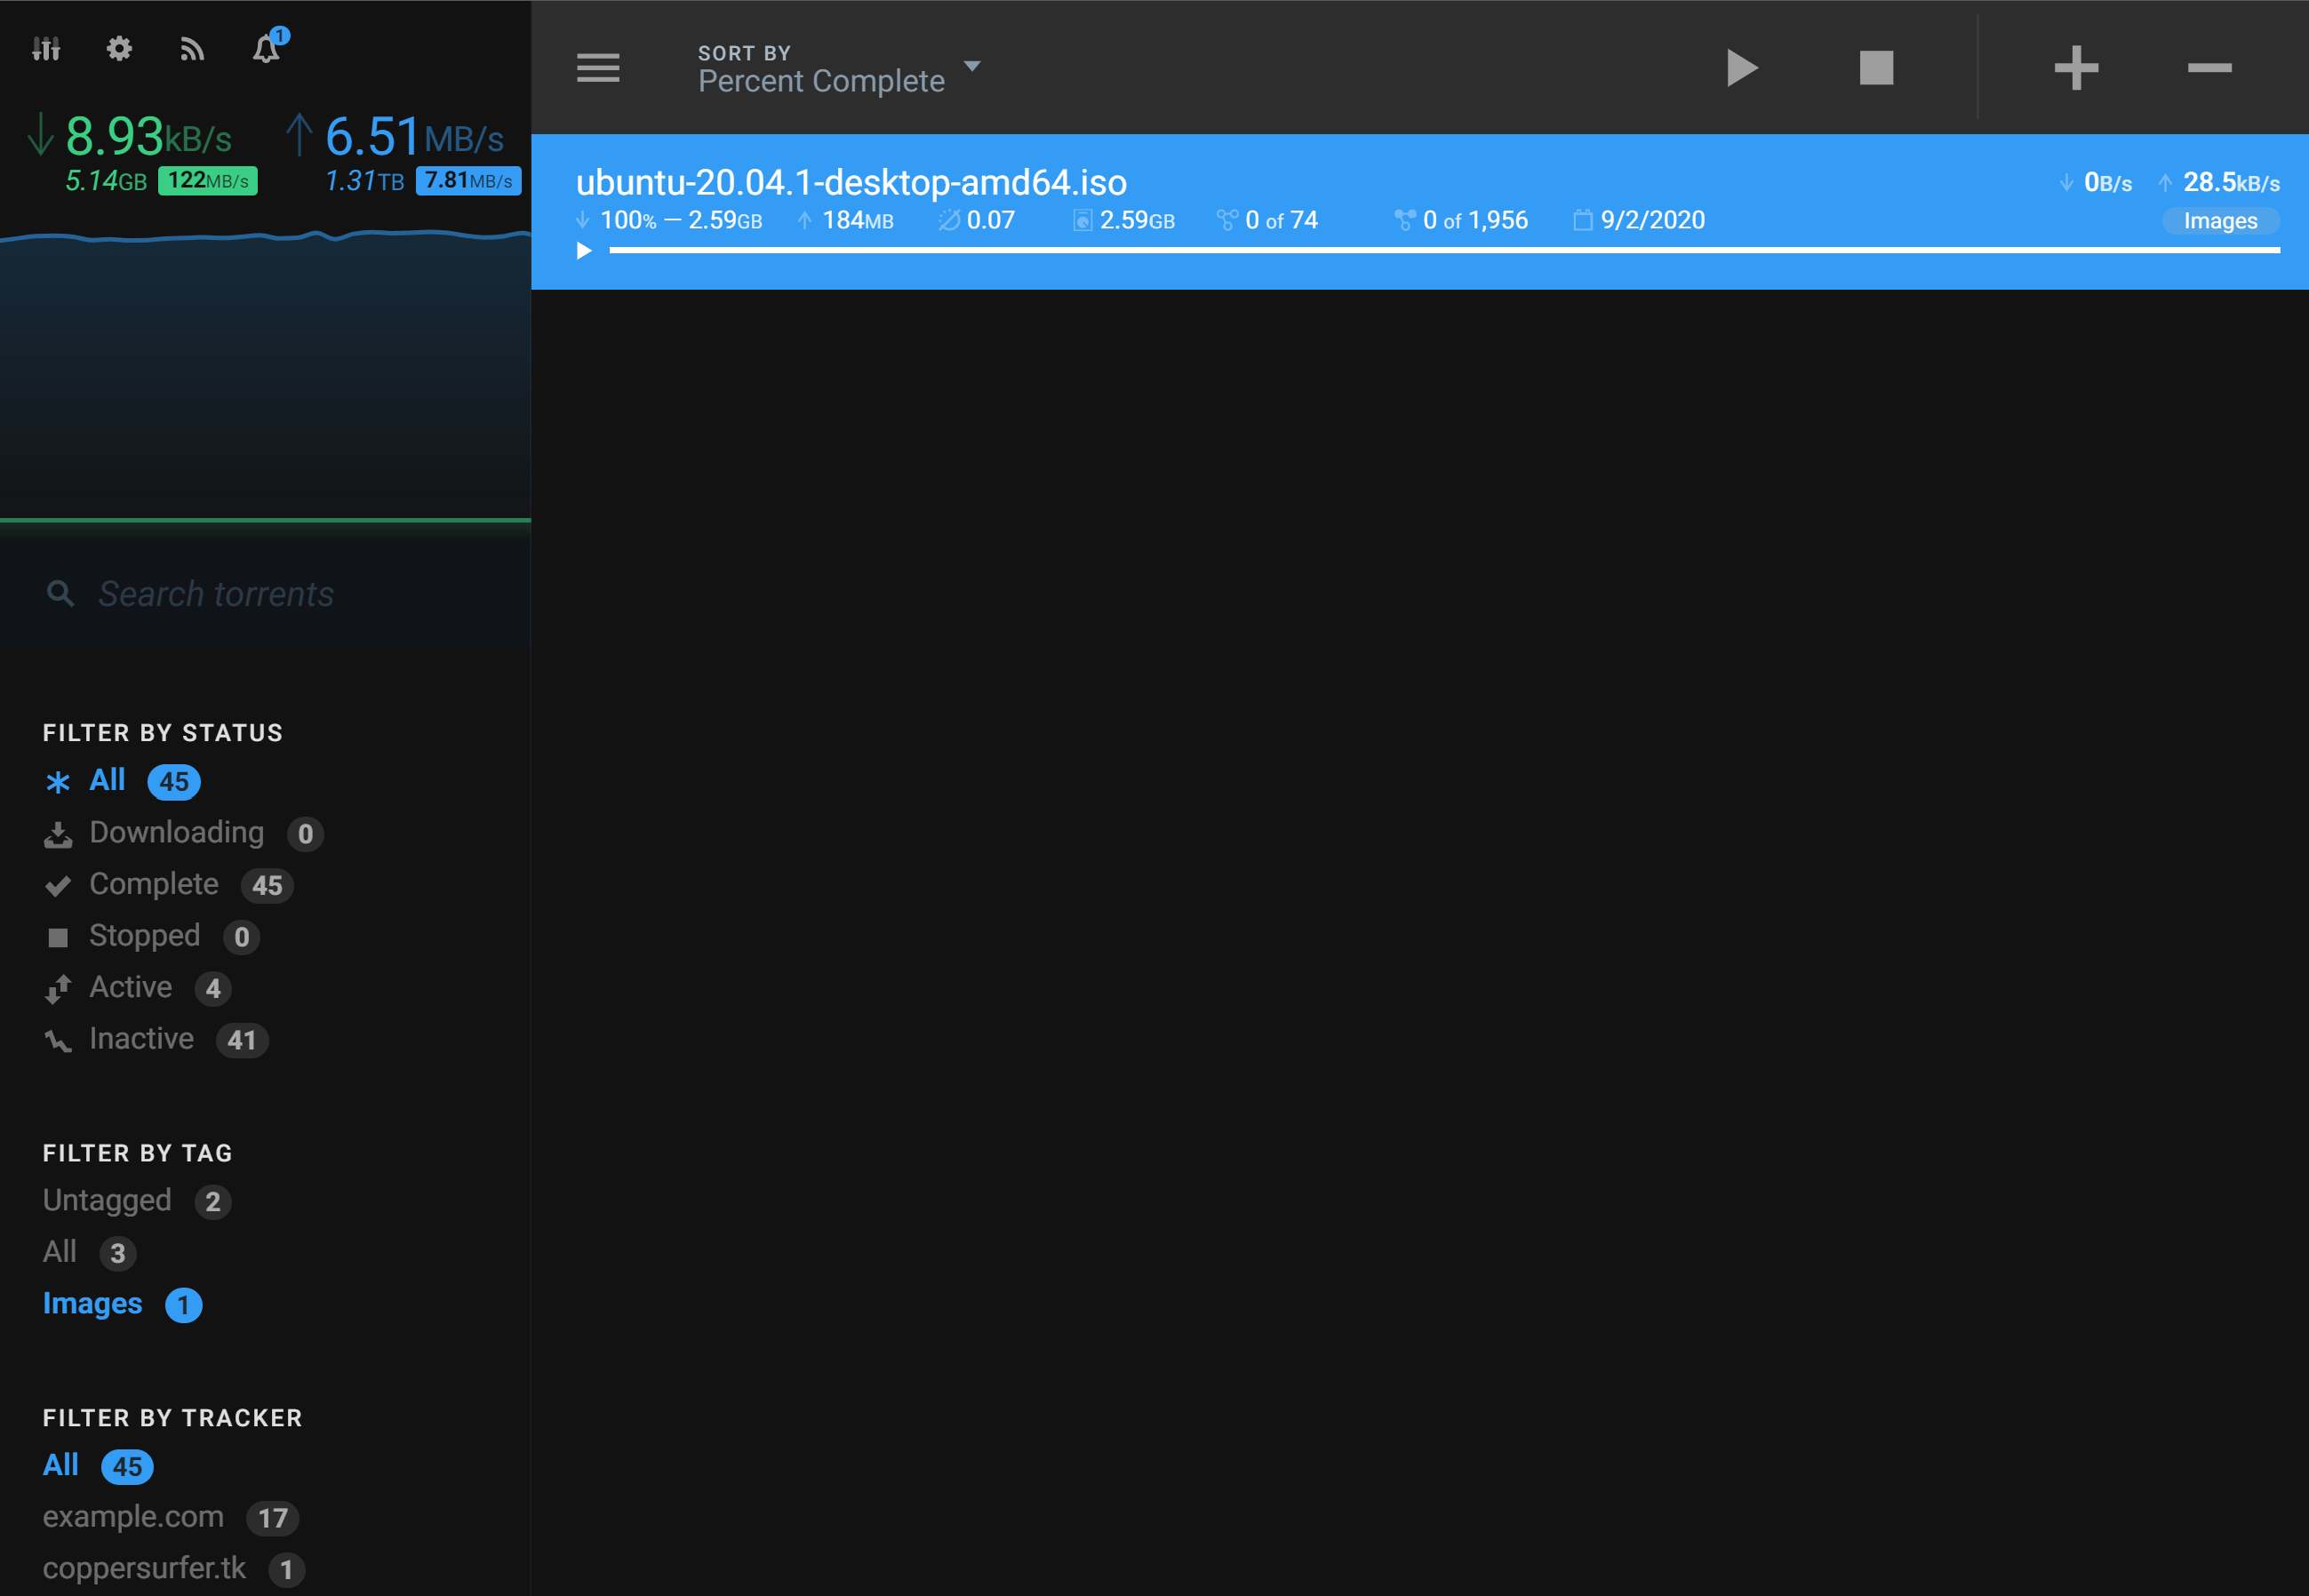 1
8.93kB/s 6.51MB/s
5.14GB 122MB/s 1.31TB 7.81MB/s
Search torrents
FILTER BY STATUS
All 45
Downloading 0
Complete 45
Stopped 0
Active 4
Inactive 41
FILTER BY TAG
Untagged 2
All 3
Images 1
FILTER BY TRACKER
All 45
example.com 17
coppersurfer.tk 1
SORT BY
Percent Complete
ubuntu-20.04.1-desktop-amd64.iso 0B/s 28.5kB/s
100% — 2.59GB 184MB 0.07 2.59GB 0 of 74 0 of 1,956 9/2/2020 Images